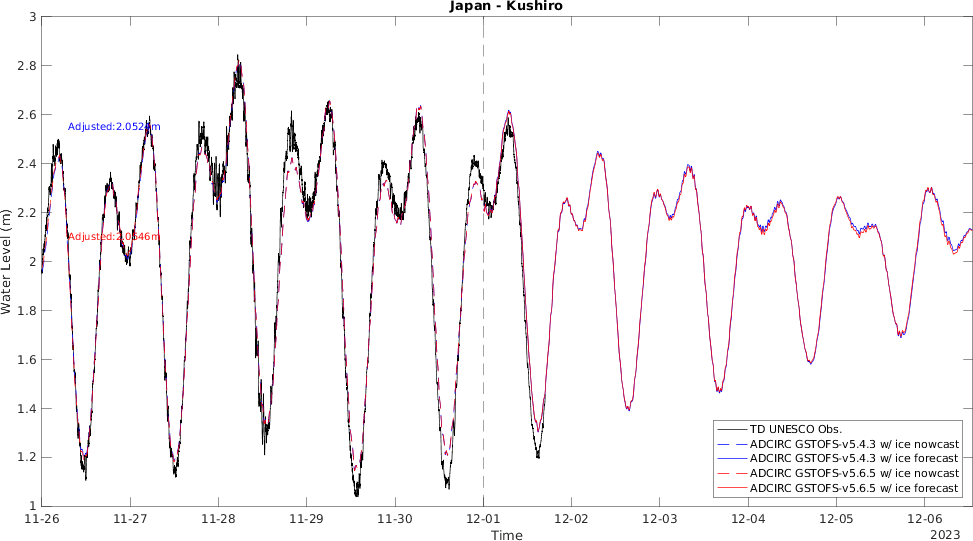 Japan - Kushiro
3
2.8
2.6
2.4
2.2
2
1.8
1.6
1.4
1.2
1
Water Level (m)
Adjusted:2.0524m
Adjusted:2.0546m
TD UNESCO Obs.
ADCIRC GSTOFS-v5.4.3 w/ ice nowcast
ADCIRC GSTOFS-v5.4.3 w/ ice forecast
ADCIRC GSTOFS-v5.6.5 w/ ice nowcast
ADCIRC GSTOFS-v5.6.5 w/ ice forecast
11-26 11-27 11-28 11-29 11-30 12-01 12-02 12-03 12-04 12-05 12-06
Time
2023